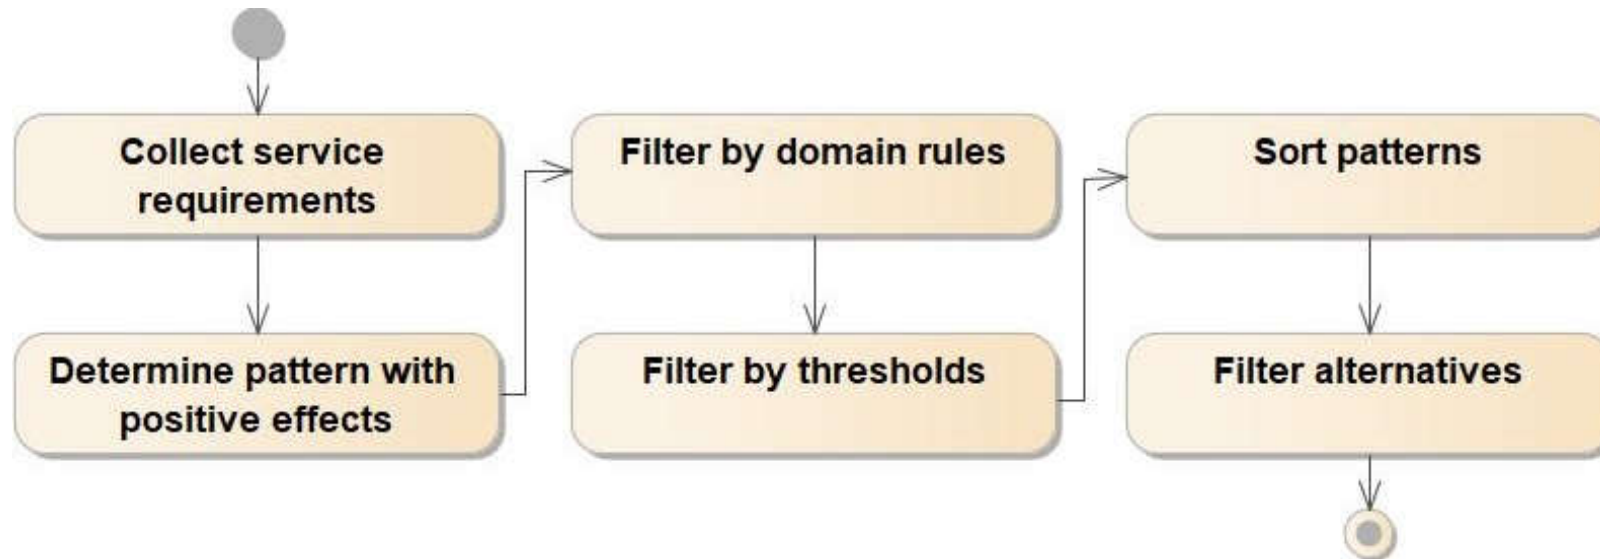 Collect service
requirements
Determine pattern with
positive effects
Filter by domain rules
Filter by thresholds
Sort patterns
Filter alternatives